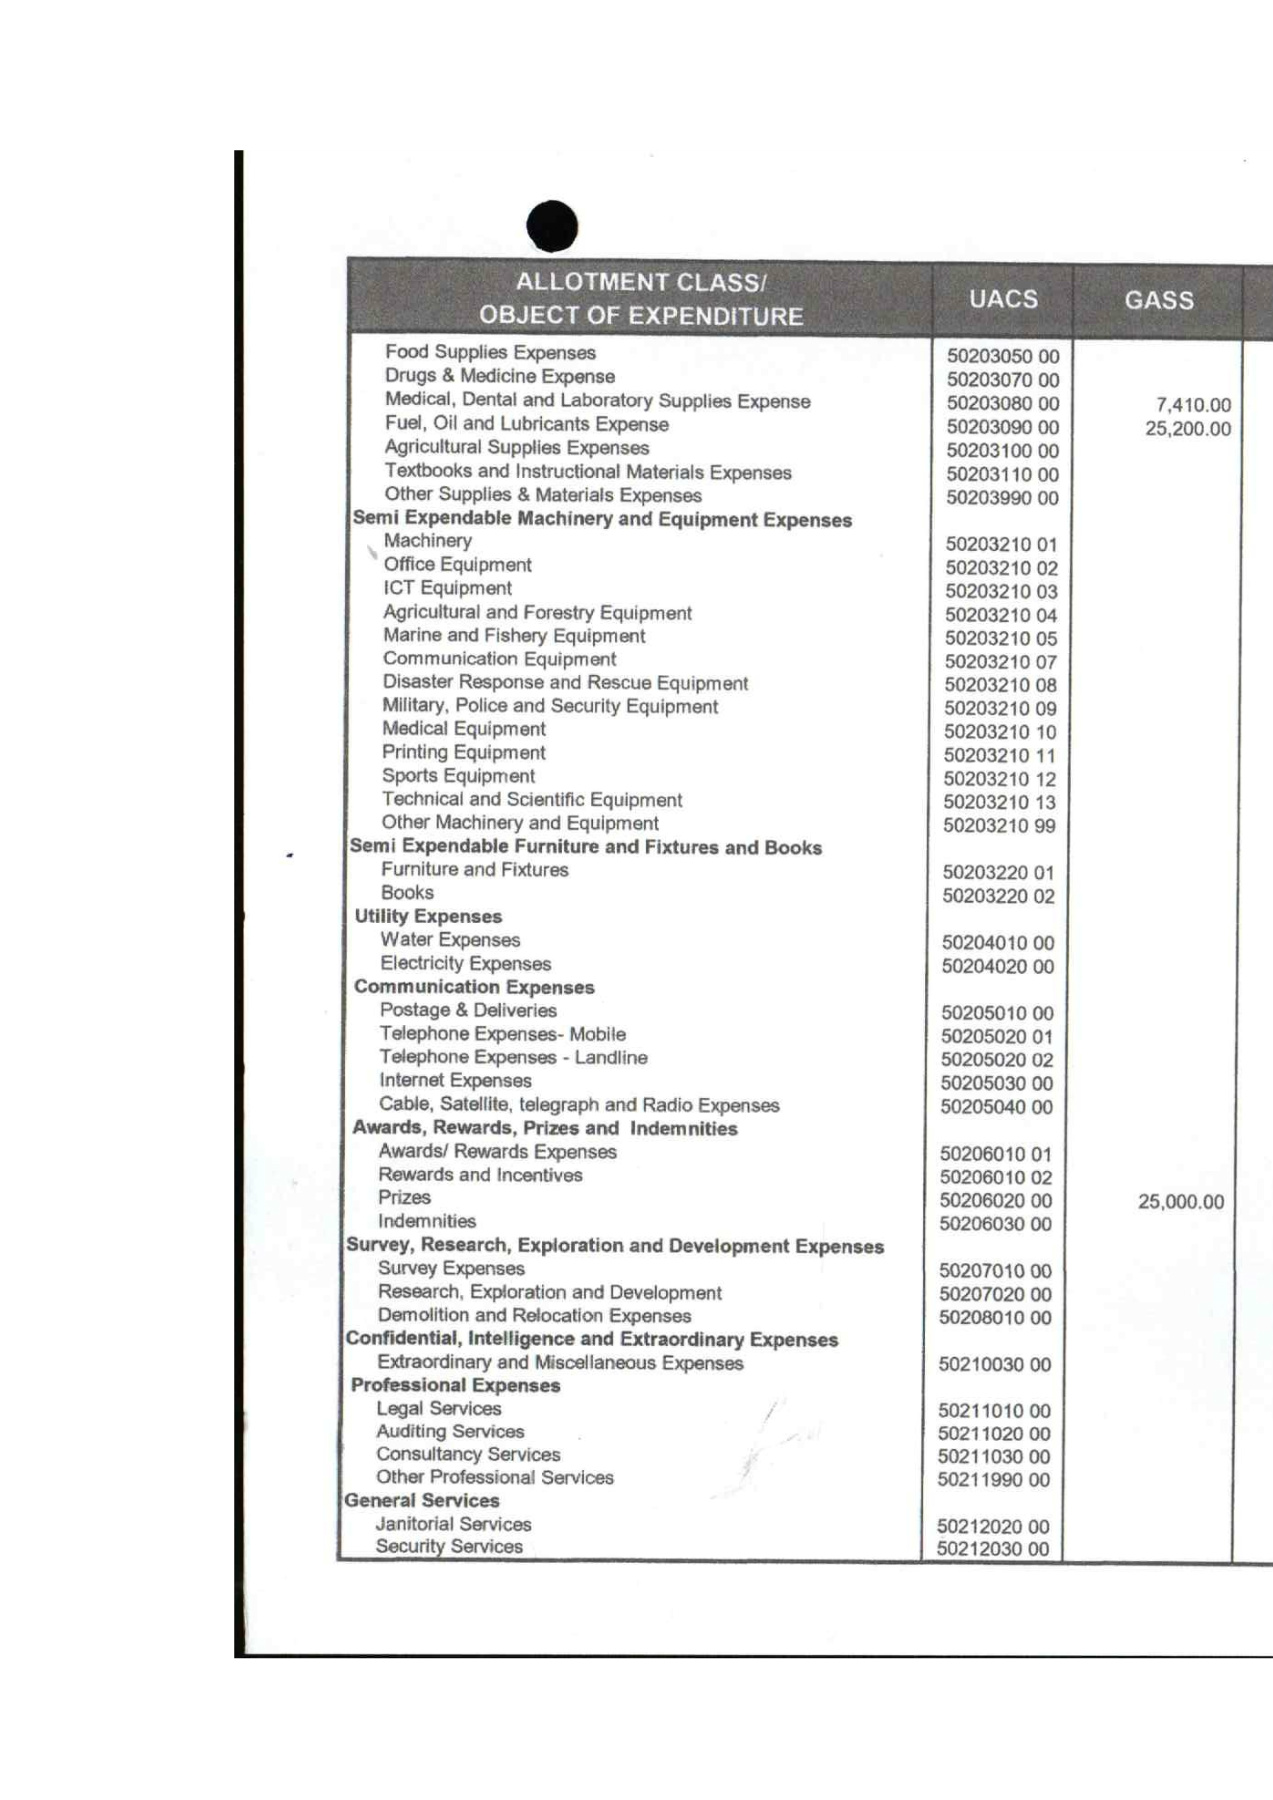 ALLOTMENT CLASS/
OBJECT OF EXPENDITURE UACS GASS
Food Supplies Expenses 50203050 00
Drugs & Medicine Expense 50203070 00
Medical, Dental and Laboratory Supplies Expense 50203080 00 7,410.00
Fuel, Oil and Lubricants Expense 50203090 00 25,200.00
Agricultural Supplies Expenses 50203100 00
Textbooks and Instructional Materials Expenses 50203110 00
Other Supplies & Materials Expenses 50203990 00
Semi Expendable Machinery and Equipment Expenses
Machinery 50203210 01
Office Equipment 50203210 02
ICT Equipment 50203210 03
Agricultural and Forestry Equipment 50203210 04
Marine and Fishery Equipment 50203210 05
Communication Equipment 50203210 07
Disaster Response and Rescue Equipment 50203210 08
Military, Police and Security Equipment 50203210 09
Medical Equipment 50203210 10
Printing Equipment 50203210 11
Sports Equipment 50203210 12
Technical and Scientific Equipment 50203210 13
Other Machinery and Equipment 50203210 99
Semi Expendable Furniture and Fixtures and Books
Furniture and Fixtures 50203220 01
Books 50203220 02
Utility Expenses
Water Expenses 50204010 00
Electricity Expenses 50204020 00
Communication Expenses
Postage & Deliveries 50205010 00
Telephone Expenses- Mobile 50205020 01
Telephone Expenses - Landline 50205020 02
Internet Expenses 50205030 00
Cable, Satellite, telegraph and Radio Expenses 50205040 00
Awards, Rewards, Prizes and Indemnities
Awards/ Rewards Expenses 50206010 01
Rewards and Incentives 50206010 02
Prizes 50206020 00 25,000.00
Indemnities 50206030 00
Survey, Research, Exploration and Development Expenses
Survey Expenses 50207010 00
Research, Exploration and Development 50207020 00
Demolition and Relocation Expenses 50208010 00
Confidential, Intelligence and Extraordinary Expenses
Extraordinary and Miscellaneous Expenses 50210030 00
Professional Expenses
Legal Services 50211010 00
Auditing Services 50211020 00
Consultancy Services 50211030 00
Other Professional Services 50211990 00
General Services
Janitorial Services 50212020 00
Security Services 50212030 00